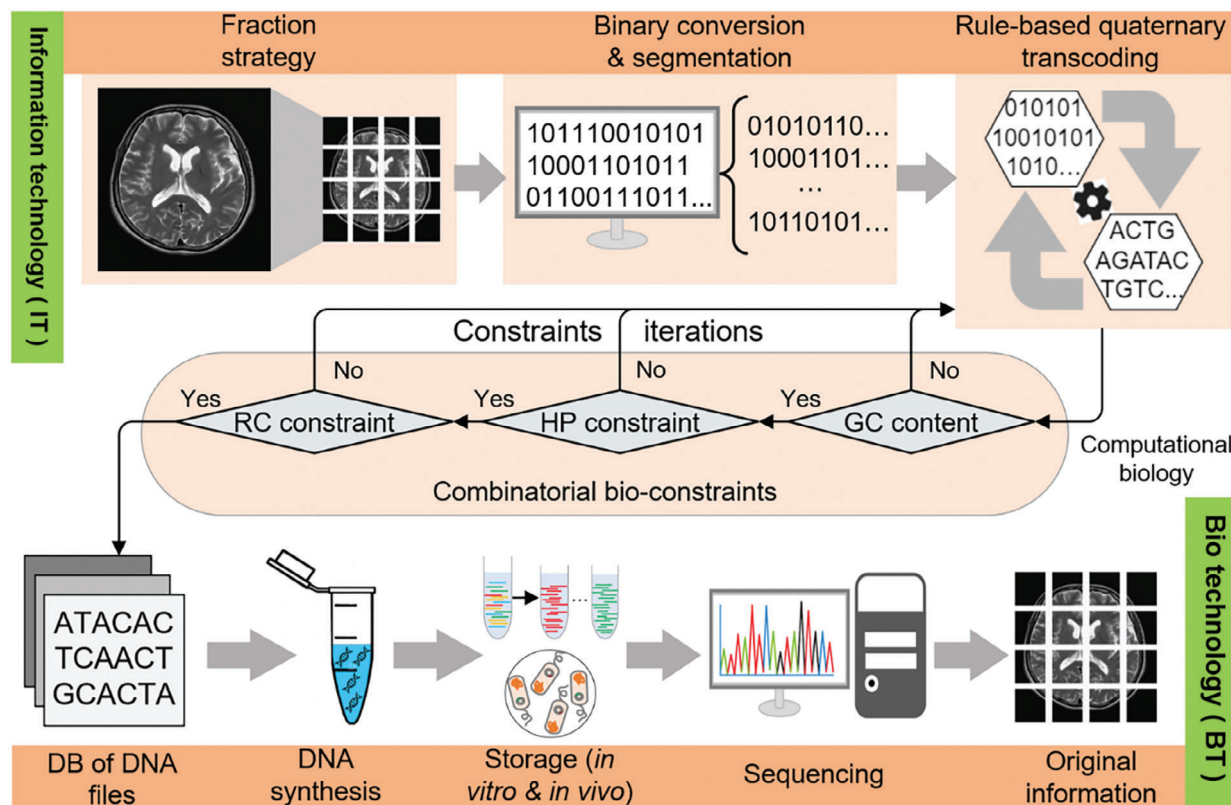 Information technology ( IT )
Fraction
strategy
Binary conversion
& segmentation
Rule-based quaternary
transcoding
101110010101
10001101011
01100111011...
01010110...
10001101...
...
10110101...
010101
10010101
1010...
ACTG
AGATAC
TGTC...
Constraints iterations
No
No
No
Yes
RC constraint
Yes
HP constraint
Yes
GC content
Computational
biology
Combinatorial bio-constraints
Bio technology ( BT )
ATACAC
TCAACT
GCACTA
...
DB of DNA
files
DNA
synthesis
Storage (in
vitro & in vivo)
Sequencing
Original
information